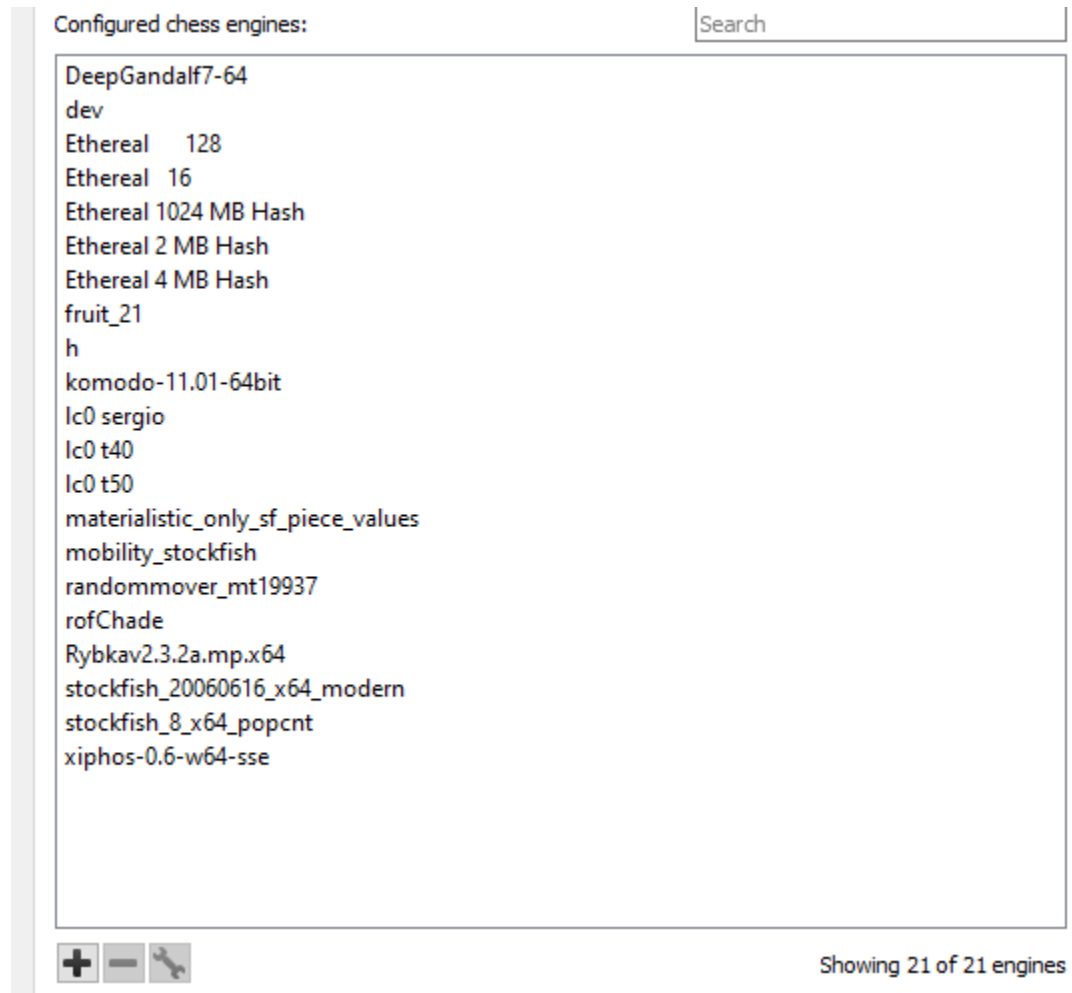 Configured chess engines:
Search
DeepGandalf7-64
dev
Ethereal     128
Ethereal   16
Ethereal 1024 MB Hash
Ethereal 2 MB Hash
Ethereal 4 MB Hash
fruit_21
h
komodo-11.01-64bit
lc0 sergio
lc0 t40
lc0 t50
materialistic_only_sf_piece_values
mobility_stockfish
randommover_mt19937
rofChade
Rybkav2.3.2a.mp.x64
stockfish_20060616_x64_modern
stockfish_8_x64_popcnt
xiphos-0.6-w64-sse
Showing 21 of 21 engines